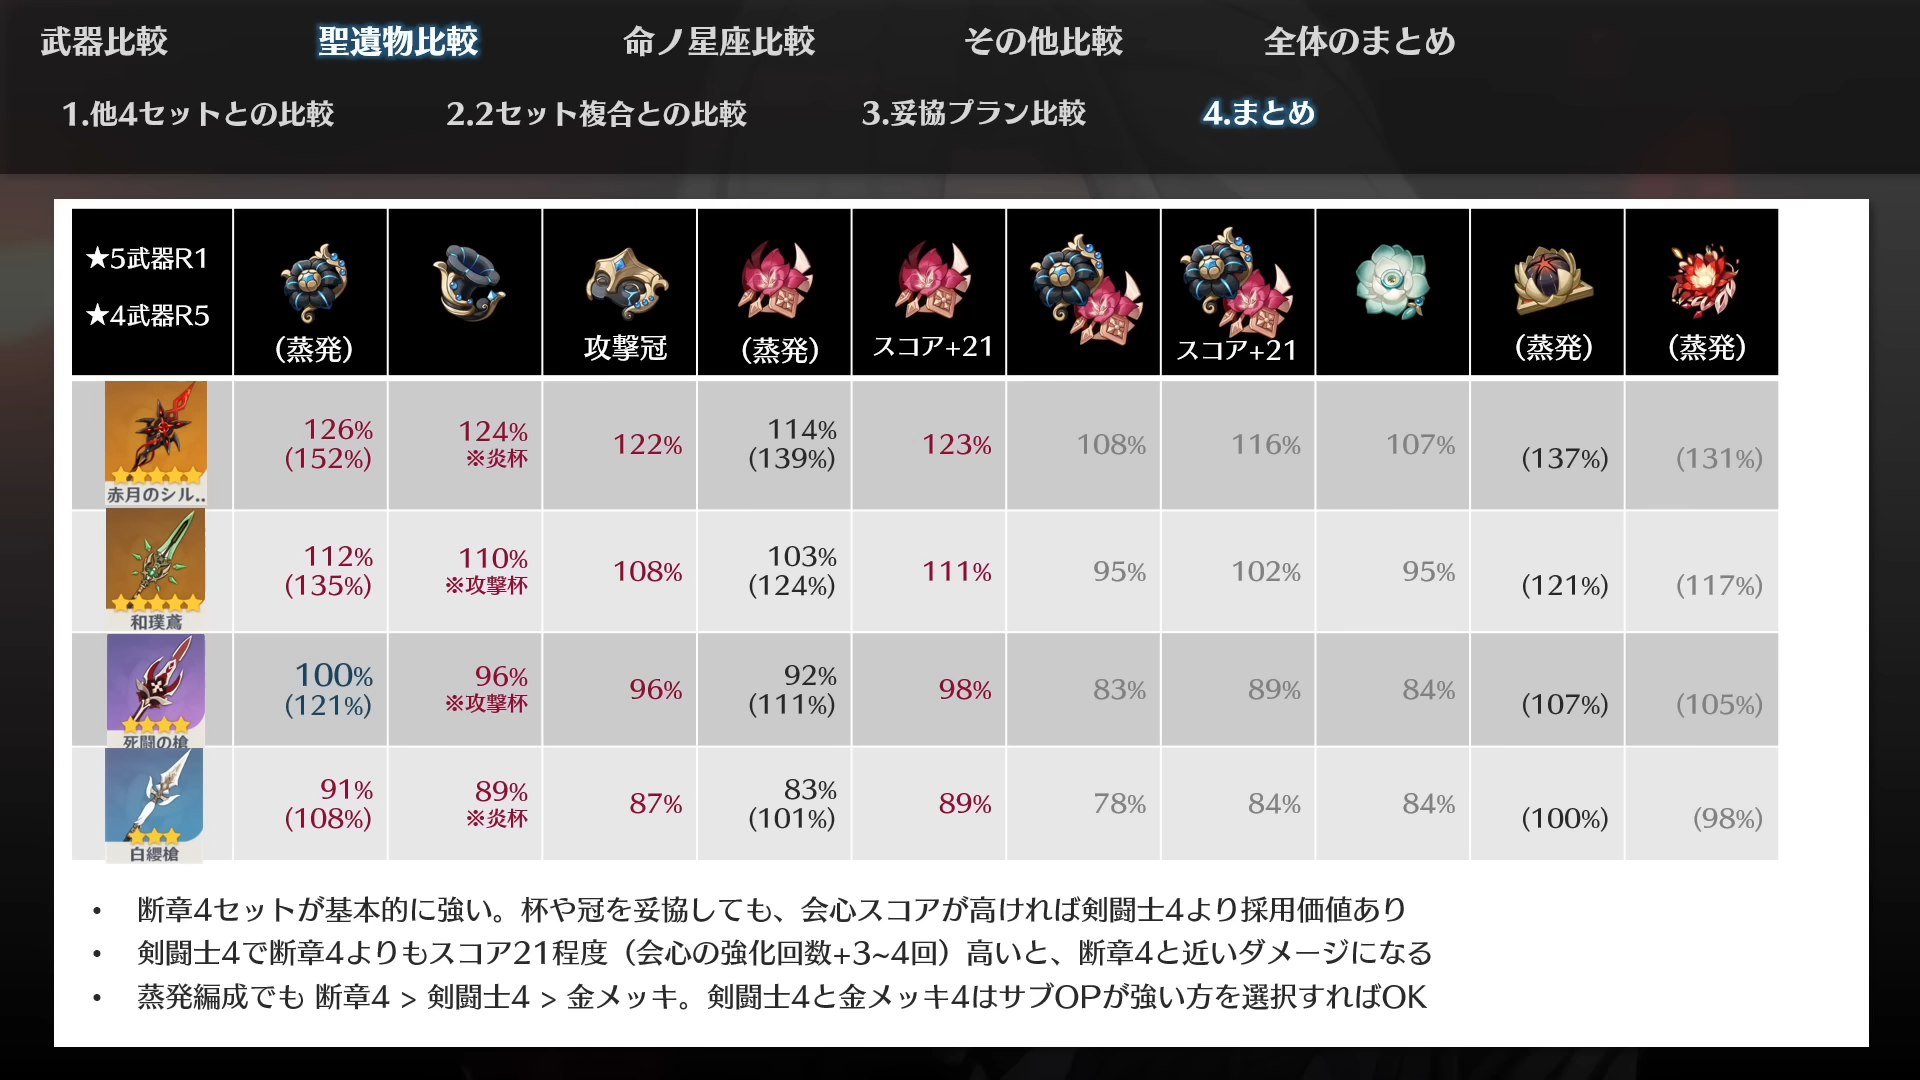 武器比較 聖遺物比較 命ノ星座比較 その他比較 全体のまとめ
1.他4セットとの比較 2.2セット複合との比較 3.妥協プラン比較 4.まとめ
★5武器R1
★4武器R5
(蒸発) 攻撃冠 (蒸発) スコア+21 スコア+21 (蒸発) (蒸発)
126% 124% 122% 114% 123% 108% 116% 107%
(152%) ※炎杯 (139%) (137%) (131%)
赤月のシル..
112% 110% 108% 103% 111% 95% 102% 95%
(135%) ※攻撃杯 (124%) (121%) (117%)
和璞鳶
100% 96% 96% 92% 98% 83% 89% 84%
(121%) ※攻撃杯 (111%) (107%) (105%)
死闘の槍
91% 89% 87% 83% 89% 78% 84% 84%
(108%) ※炎杯 (101%) (100%) (98%)
白纓槍
• 断章4セットが基本的に強い。杯や冠を妥協しても、会心スコアが高ければ剣闘士4より採用価値あり
• 剣闘士4で断章4よりもスコア21程度（会心の強化回数+3~4回）高いと、断章4と近いダメージになる
• 蒸発編成でも 断章4 > 剣闘士4 > 金メッキ。剣闘士4と金メッキ4はサブOPが強い方を選択すればOK